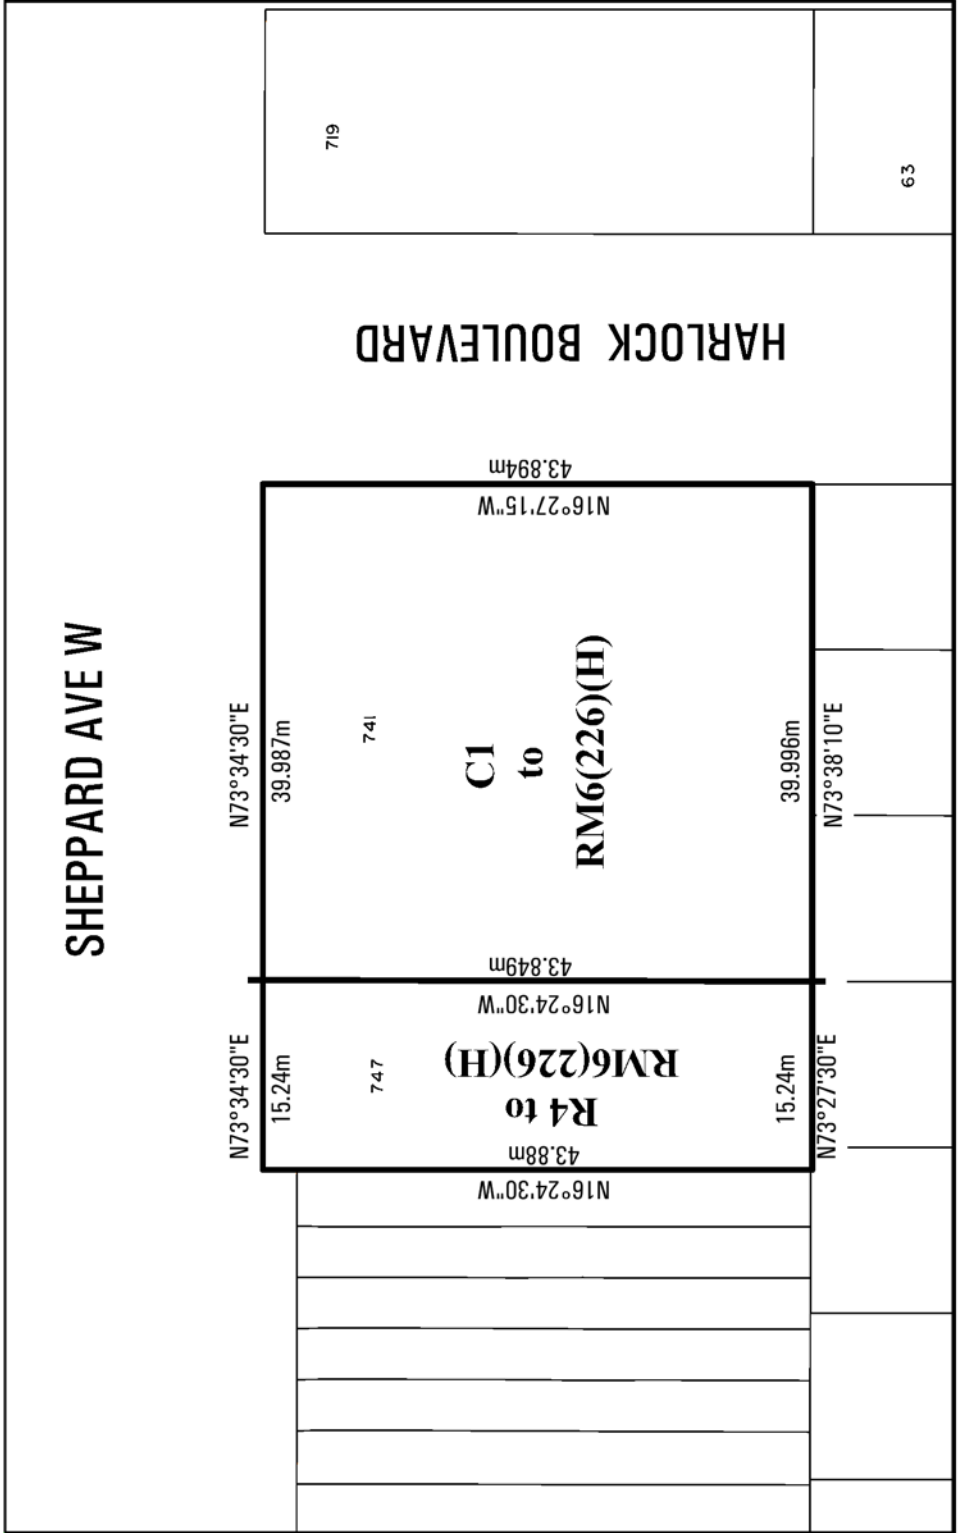 SHEPPARD AVE W
N73°34'30"E
15.24m
N73°34'30"E
39.987m
747
741
719
R4 to
RM6(226)(H)
C1
to
RM6(226)(H)
N16°24'30"W
43.88m
N16°24'30"W
43.849m
N16°27'15"W
43.894m
HARLOCK BOULEVARD
15.24m
N73°27'30"E
39.996m
N73°38'10"E
63